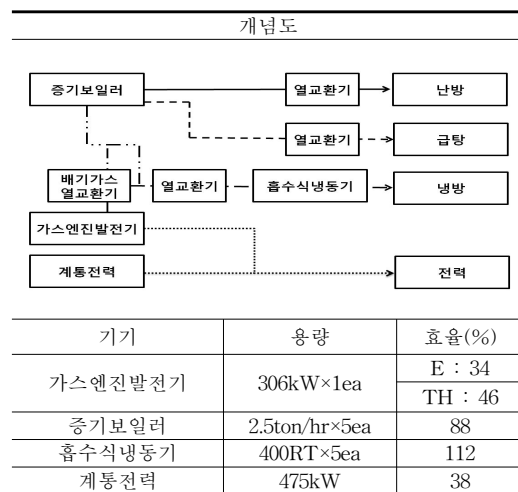 개념도
증기보일러 열교환기 난방
열교환기 급탕
배기가스
열교환기 열교환기 흡수식냉동기 냉방
가스엔진발전기
계통전력 전력
기기 용량 효율(%)
가스엔진발전기 306kW×1ea E : 34
TH : 46
증기보일러 2.5ton/hr×5ea 88
흡수식냉동기 400RT×5ea 112
계통전력 475kW 38